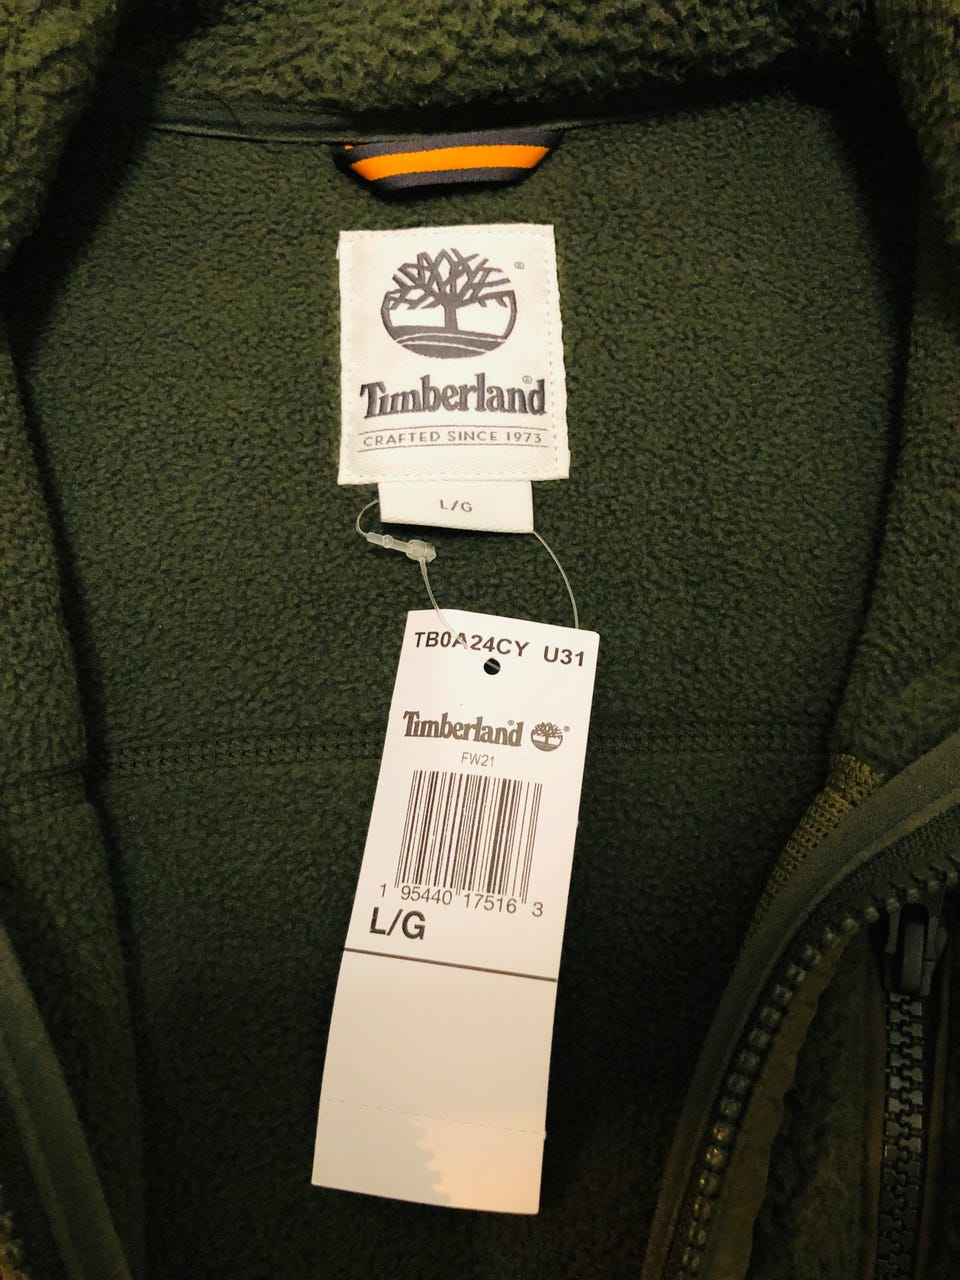 ®
Timberland®
CRAFTED SINCE 1973
L/G
TB0A24CY U31
Timberland® ®
FW21
1 95440 17516 3
L/G